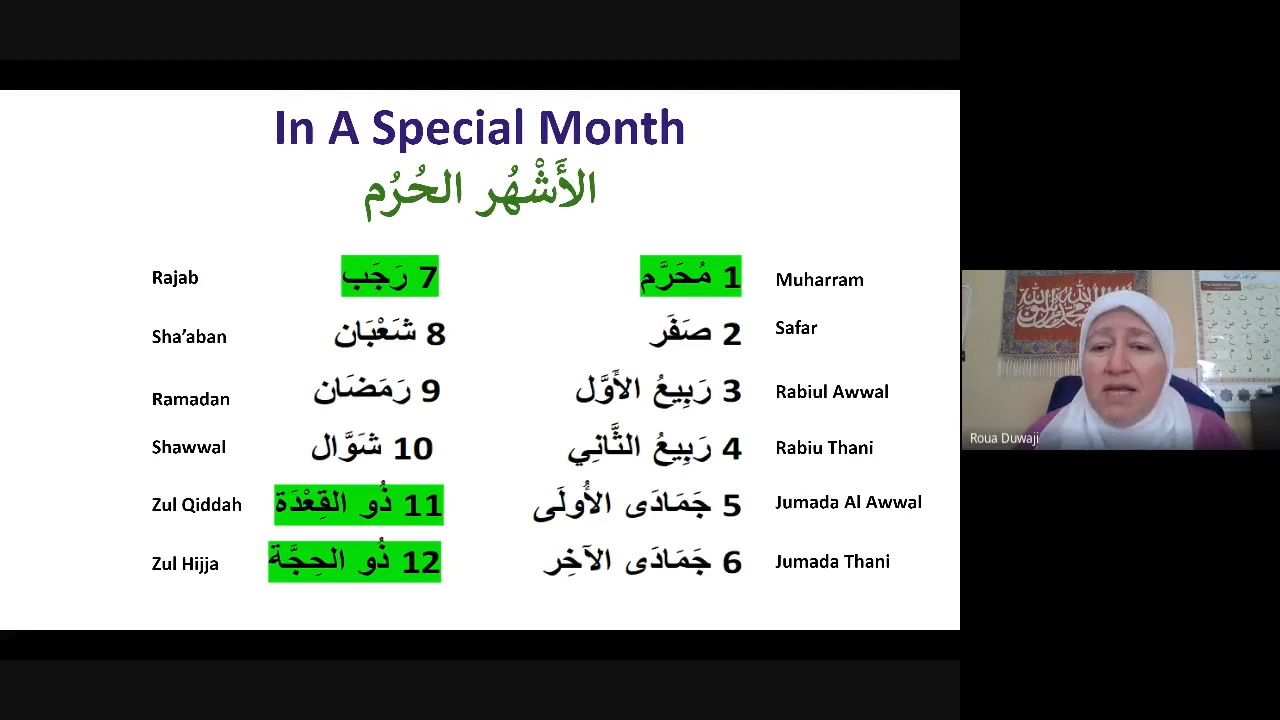 In A Special Month
الأَشْهُر الحُرُم
Rajab 7 رَجَب 1 مُحَرَّم Muharram
Sha’aban 8 شَعْبَان 2 صَفَر Safar
Ramadan 9 رَمَضَان 3 رَبِيعُ الأَوَّل Rabiul Awwal
Shawwal 10 شَوَّال 4 رَبِيعُ الثَّانِي Rabiu Thani
Zul Qiddah 11 ذُو القِعْدَة 5 جَمَادَى الأُولَى Jumada Al Awwal
Zul Hijja 12 ذُو الحِجَّة 6 جَمَادَى الآخِر Jumada Thani
Roua Duwaji